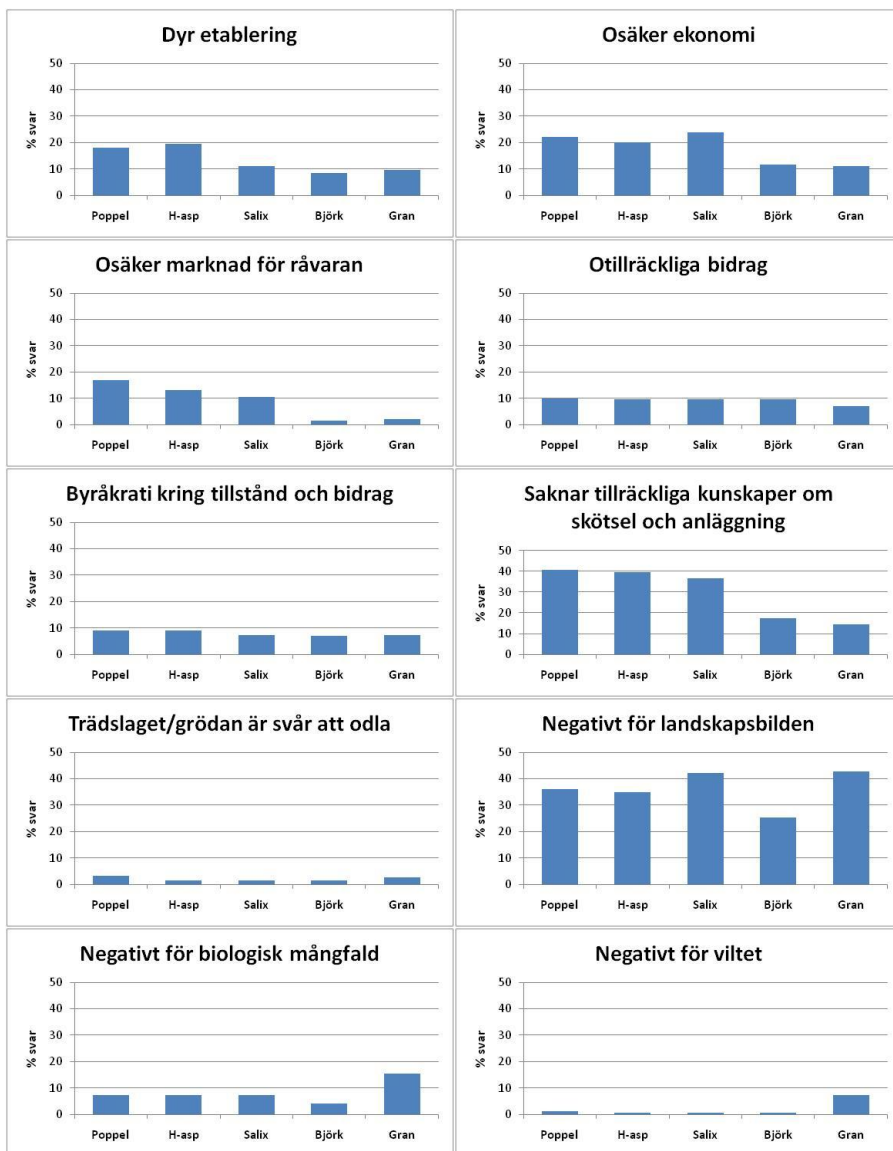 Dyr etablering
% svar
50
40
30
20
10
0
Poppel H-asp Salix Björk Gran
Osäker ekonomi
% svar
50
40
30
20
10
0
Poppel H-asp Salix Björk Gran
Osäker marknad för råvaran
% svar
50
40
30
20
10
0
Poppel H-asp Salix Björk Gran
Otillräckliga bidrag
% svar
50
40
30
20
10
0
Poppel H-asp Salix Björk Gran
Byråkrati kring tillstånd och bidrag
% svar
50
40
30
20
10
0
Poppel H-asp Salix Björk Gran
Saknar tillräckliga kunskaper om
skötsel och anläggning
% svar
50
40
30
20
10
0
Poppel H-asp Salix Björk Gran
Trädslaget/grödan är svår att odla
% svar
50
40
30
20
10
0
Poppel H-asp Salix Björk Gran
Negativt för landskapsbilden
% svar
50
40
30
20
10
0
Poppel H-asp Salix Björk Gran
Negativt för biologisk mångfald
% svar
50
40
30
20
10
0
Poppel H-asp Salix Björk Gran
Negativt för viltet
% svar
50
40
30
20
10
0
Poppel H-asp Salix Björk Gran